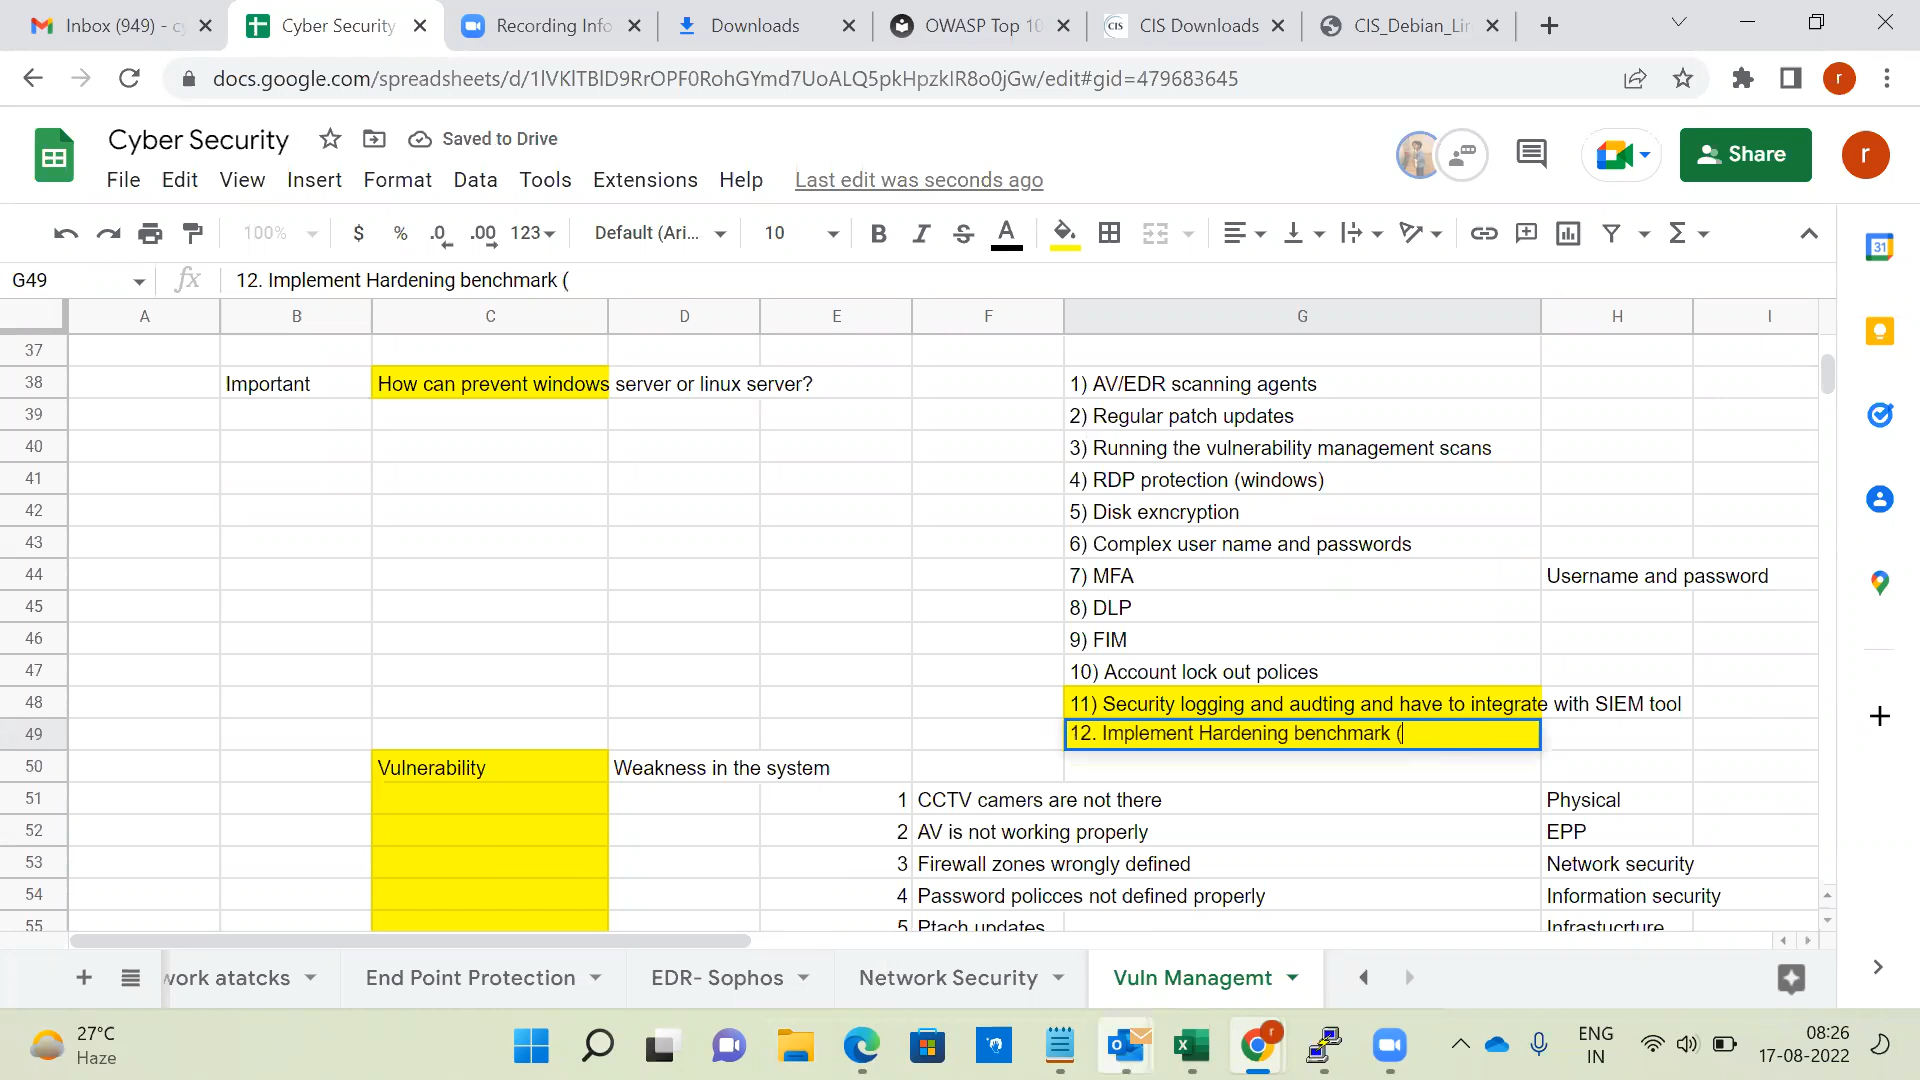 Inbox (949) - cy
Cyber Security
Recording Info
Downloads
OWASP Top 10
CIS Downloads
CIS_Debian_Lin
docs.google.com/spreadsheets/d/1lVKlTBlD9RrOPF0RohGYmd7UoALQ5pkHpzkIR8o0jGw/edit#gid=479683645
r
Cyber Security
Saved to Drive
Share
r
File Edit View Insert Format Data Tools Extensions Help
Last edit was seconds ago
100% $ % .0 .00 123 Default (Ari... 10 B I S A
31
G49 fx 12. Implement Hardening benchmark (
A B C D E F G H I
37
38 Important How can prevent windows server or linux server? 1) AV/EDR scanning agents
39 2) Regular patch updates
40 3) Running the vulnerability management scans
41 4) RDP protection (windows)
42 5) Disk exncryption
43 6) Complex user name and passwords
44 7) MFA Username and password
45 8) DLP
46 9) FIM
47 10) Account lock out polices
48 11) Security logging and audting and have to integrate with SIEM tool
49 12. Implement Hardening benchmark (
50 Vulnerability Weakness in the system
51 1 CCTV camers are not there Physical
52 2 AV is not working properly EPP
53 3 Firewall zones wrongly defined Network security
54 4 Password policces not defined properly Information security
55 5 Ptach updates Infrastucrture
work atatcks End Point Protection EDR- Sophos Network Security Vuln Managemt
27°C
Haze
ENG
IN
08:26
17-08-2022